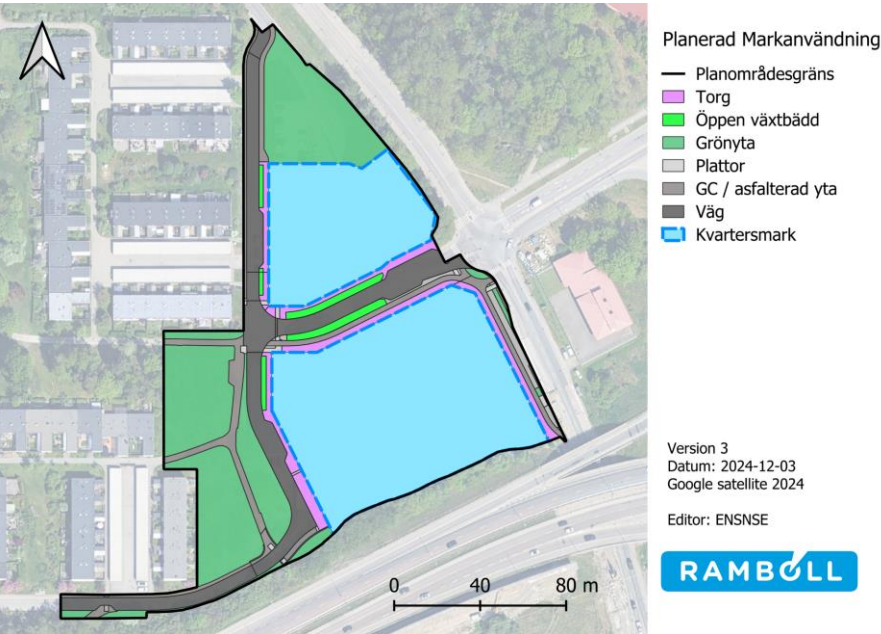 Planerad Markanvändning
Planområdesgräns
Torg
Öppen växtbädd
Grönyta
Plattor
GC / asfalterad yta
Väg
Kvartersmark
Version 3
Datum: 2024-12-03
Google satellite 2024
Editor: ENSNSE
RAMBOLL
0 40 80 m